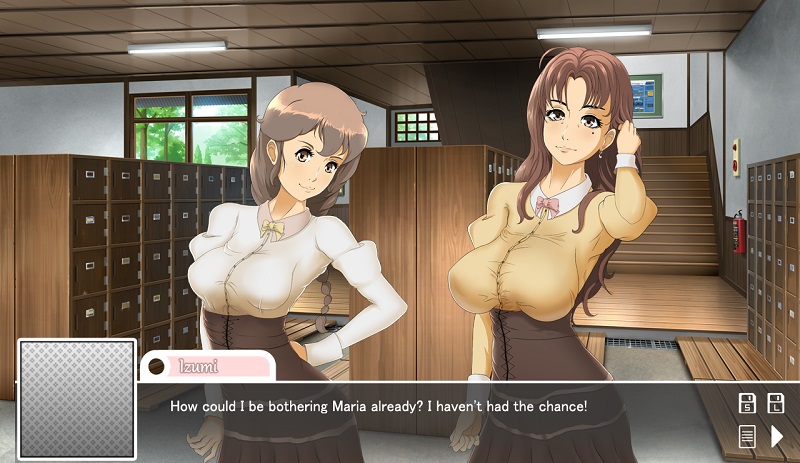 Izumi
How could I be bothering Maria already? I haven't had the chance!
S L